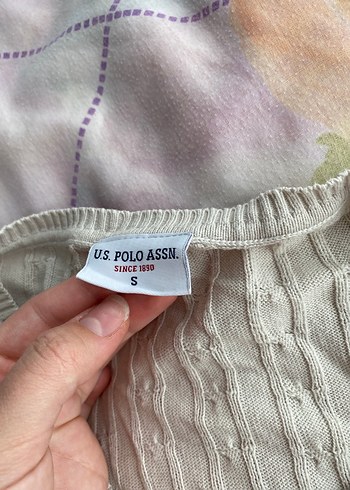 U.S. POLO ASSN.
SINCE 1890
S